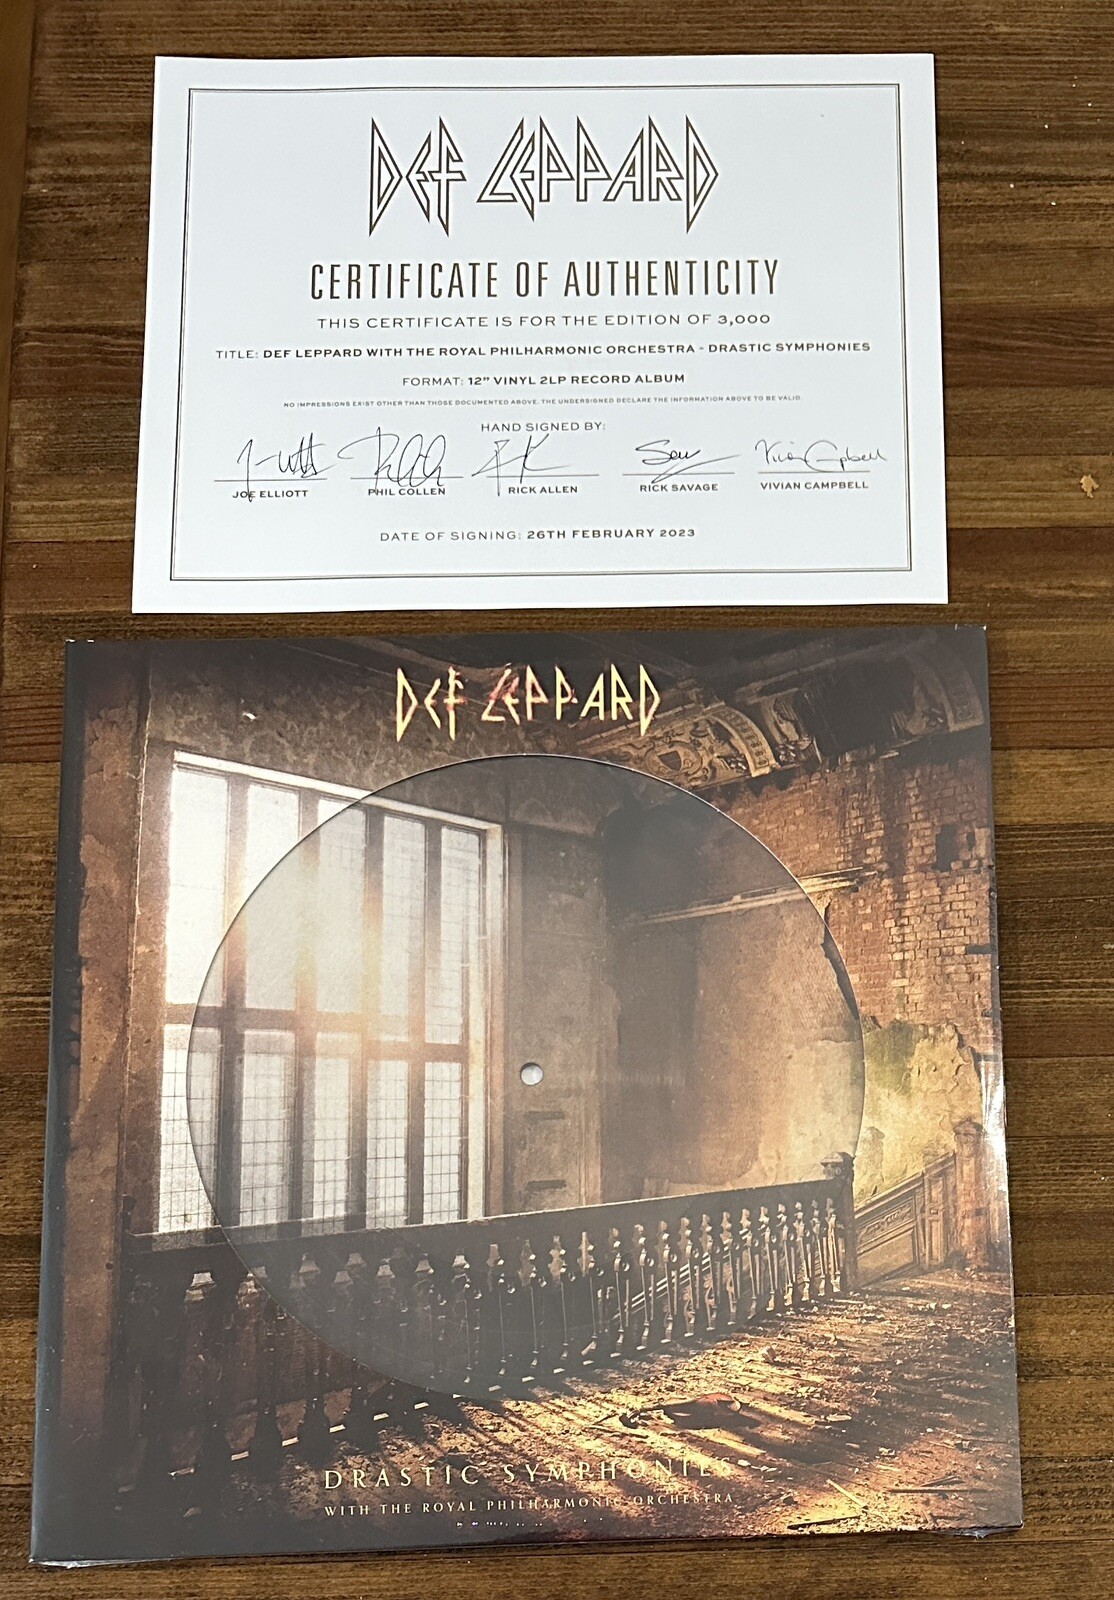 DEF LEPPARD
CERTIFICATE OF AUTHENTICITY
THIS CERTIFICATE IS FOR THE EDITION OF 3,000
TITLE: DEF LEPPARD WITH THE ROYAL PHILHARMONIC ORCHESTRA - DRASTIC SYMPHONIES
FORMAT: 12" VINYL 2LP RECORD ALBUM
NO IMPRESSIONS EXIST OTHER THAN THOSE DOCUMENTED ABOVE. THE UNDERSIGNED DECLARE THE INFORMATION ABOVE TO BE VALID.
HAND SIGNED BY:
Vivian Campbell
JOE ELLIOTT PHIL COLLEN RICK ALLEN RICK SAVAGE VIVIAN CAMPBELL
DATE OF SIGNING: 26TH FEBRUARY 2023
DEF LEPPARD
DRASTIC SYMPHONIES
WITH THE ROYAL PHILHARMONIC ORCHESTRA